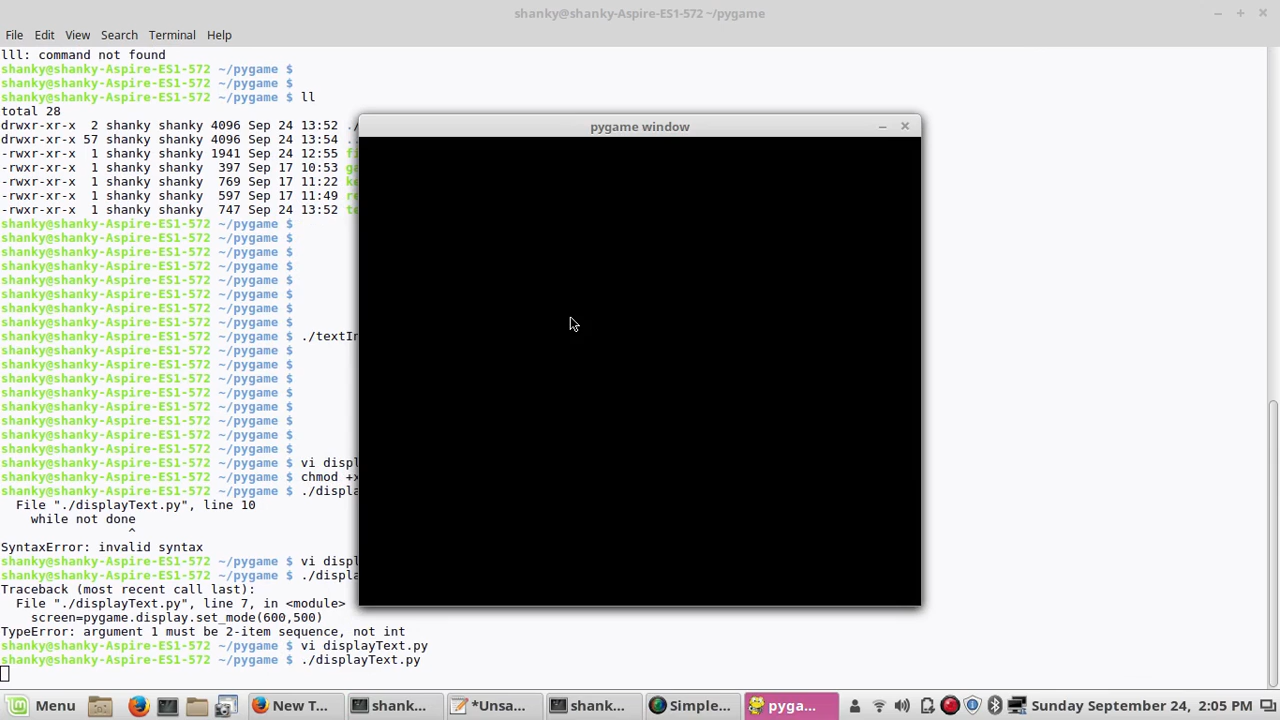 shanky@shanky-Aspire-ES1-572 ~/pygame
File Edit View Search Terminal Help
lll: command not found
shanky@shanky-Aspire-ES1-572 ~/pygame $
shanky@shanky-Aspire-ES1-572 ~/pygame $
shanky@shanky-Aspire-ES1-572 ~/pygame $ ll
total 28
drwxr-xr-x 2 shanky shanky 4096 Sep 24 13:52 ./
drwxr-xr-x 57 shanky shanky 4096 Sep 24 13:54 ..
-rwxr-xr-x 1 shanky shanky 1941 Sep 24 12:55 fi
-rwxr-xr-x 1 shanky shanky 397 Sep 17 10:53 ga
-rwxr-xr-x 1 shanky shanky 769 Sep 17 11:22 ke
-rwxr-xr-x 1 shanky shanky 597 Sep 17 11:49 re
-rwxr-xr-x 1 shanky shanky 747 Sep 24 13:52 te
pygame window
shanky@shanky-Aspire-ES1-572 ~/pygame $
shanky@shanky-Aspire-ES1-572 ~/pygame $
shanky@shanky-Aspire-ES1-572 ~/pygame $
shanky@shanky-Aspire-ES1-572 ~/pygame $
shanky@shanky-Aspire-ES1-572 ~/pygame $
shanky@shanky-Aspire-ES1-572 ~/pygame $
shanky@shanky-Aspire-ES1-572 ~/pygame $
shanky@shanky-Aspire-ES1-572 ~/pygame $
shanky@shanky-Aspire-ES1-572 ~/pygame $ ./textIn
shanky@shanky-Aspire-ES1-572 ~/pygame $
shanky@shanky-Aspire-ES1-572 ~/pygame $
shanky@shanky-Aspire-ES1-572 ~/pygame $
shanky@shanky-Aspire-ES1-572 ~/pygame $
shanky@shanky-Aspire-ES1-572 ~/pygame $
shanky@shanky-Aspire-ES1-572 ~/pygame $
shanky@shanky-Aspire-ES1-572 ~/pygame $
shanky@shanky-Aspire-ES1-572 ~/pygame $
shanky@shanky-Aspire-ES1-572 ~/pygame $ vi displ
shanky@shanky-Aspire-ES1-572 ~/pygame $ chmod +x
shanky@shanky-Aspire-ES1-572 ~/pygame $ ./displa
File "./displayText.py", line 10
while not done
^
SyntaxError: invalid syntax
shanky@shanky-Aspire-ES1-572 ~/pygame $ vi displ
shanky@shanky-Aspire-ES1-572 ~/pygame $ ./displa
Traceback (most recent call last):
File "./displayText.py", line 7, in <module>
screen=pygame.display.set_mode(600,500)
TypeError: argument 1 must be 2-item sequence, not int
shanky@shanky-Aspire-ES1-572 ~/pygame $ vi displayText.py
shanky@shanky-Aspire-ES1-572 ~/pygame $ ./displayText.py
Menu New T... shank... *Unsa... shank... Simple... pyga... Sunday September 24, 2:05 PM